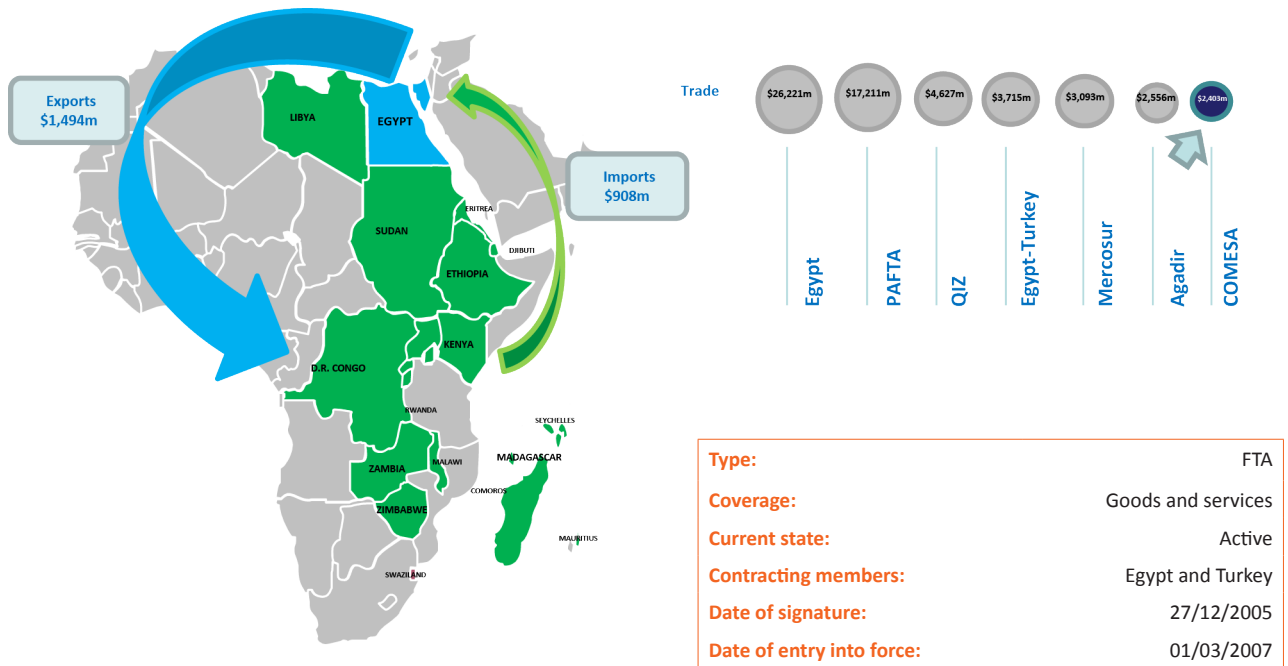 Exports
$1,494m
LIBYA
EGYPT
Imports
$908m
ERITREA
SUDAN
DJIBUTI
ETHIOPIA
KENYA
D.R. CONGO
RWANDA
SEYCHELLES
MADAGASCAR
MALAWI
ZAMBIA
COMOROS
ZIMBABWE
MAURITIUS
SWAZILAND
Trade
$26,221m
$17,211m
$4,627m
$3,715m
$3,093m
$2,556m
$2,403m
Egypt
PAFTA
QIZ
Egypt-Turkey
Mercosur
Agadir
COMESA
Type: FTA
Coverage: Goods and services
Current state: Active
Contracting members: Egypt and Turkey
Date of signature: 27/12/2005
Date of entry into force: 01/03/2007